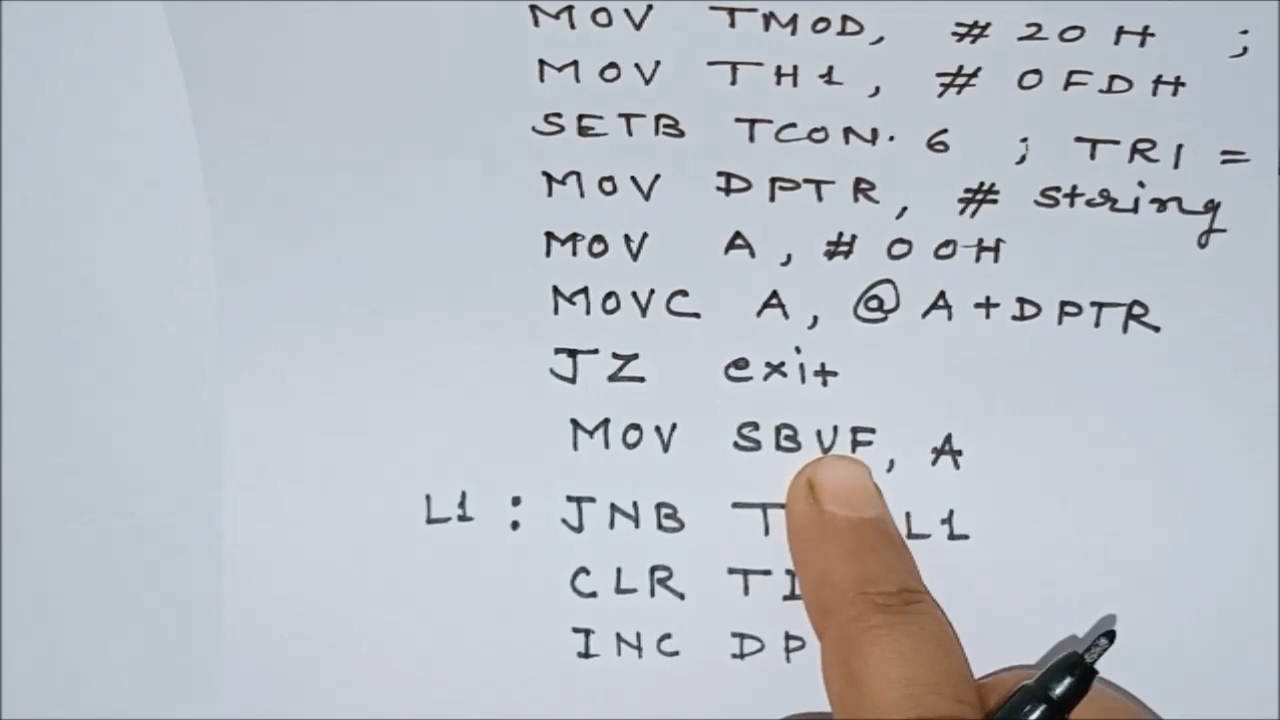 MOV TMOD, # 20H ;
MOV TH1, # 0FDH
SETB TCON. 6 ; TR1 =
MOV DPTR, # string
MOV A, # 00H
MOVC A, @ A+DPTR
JZ exit
MOV SBUF, A
L1 : JNB L1
CLR TI
INC